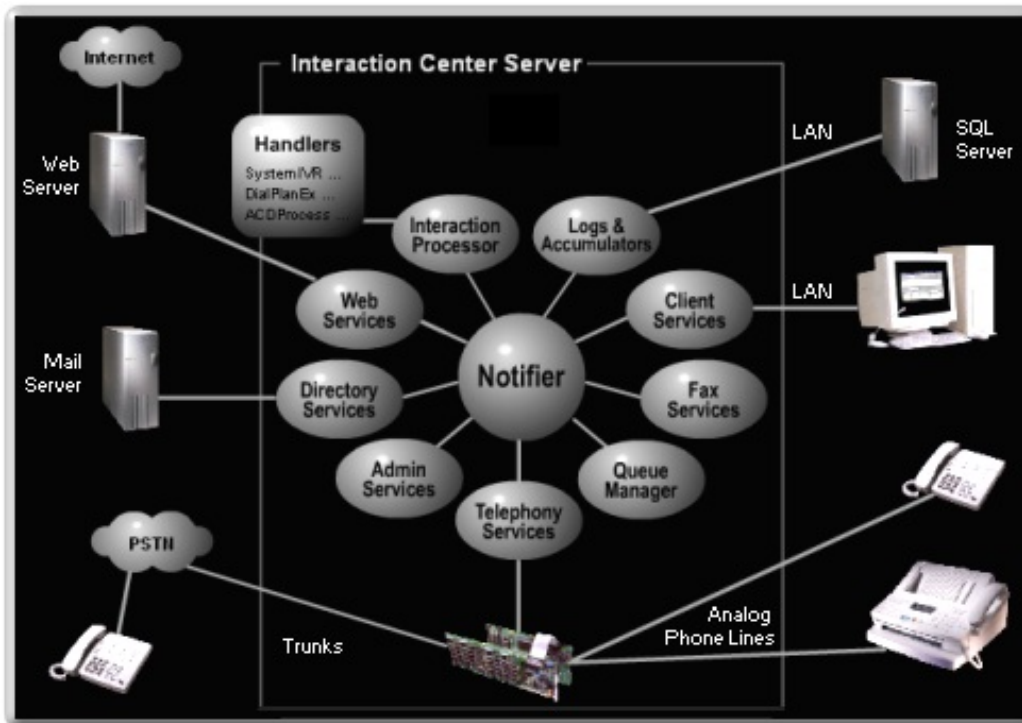 Internet
Interaction Center Server
Web
Server
Handlers
SystemIVR ...
DialPlanEx ...
ACDProcess ...
Interaction
Processor
Logs &
Accumulators
LAN
SQL
Server
Web
Services
Client
Services
LAN
Mail
Server
Directory
Services
Notifier
Fax
Services
Admin
Services
Queue
Manager
Telephony
Services
PSTN
Trunks
Analog
Phone Lines